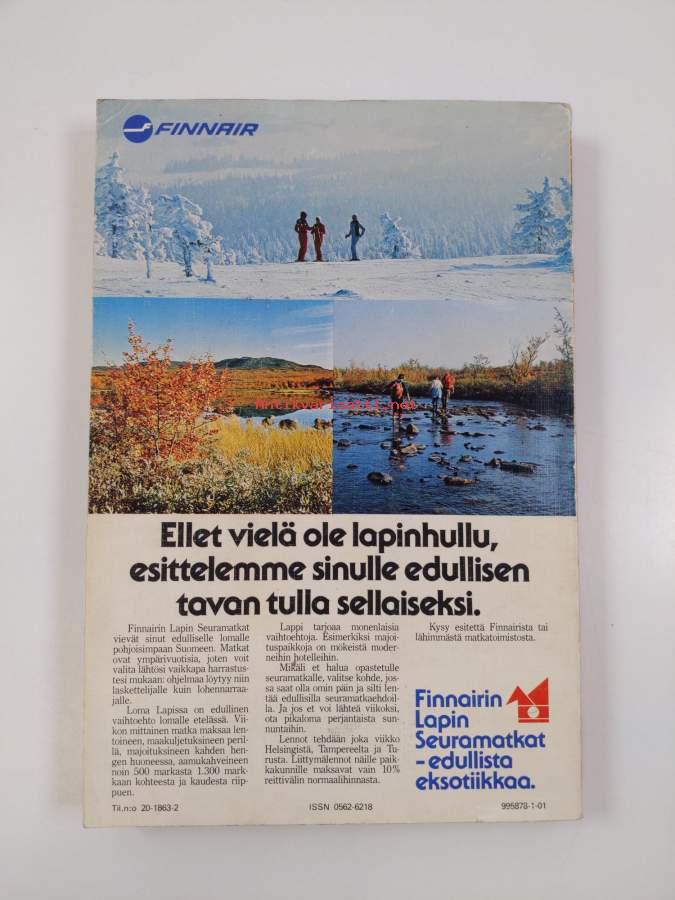 FINNAIR
Antikvariaatti.net
Ellet vielä ole lapinhullu,
esittelemme sinulle edullisen
tavan tulla sellaiseksi.
Finnairin Lapin Seuramatkat
vievät sinut edulliselle lomalle
pohjoisimpaan Suomeen. Matkat
ovat ympärivuotisia, joten voit
valita lähtösi vaikkapa harrastus-
tesi mukaan: ohjelmaa löytyy niin
laskettelijalle kuin lohennarraa-
jalle.
Loma Lapissa on edullinen
vaihtoehto lomalle etelässä. Vii-
kon mittainen matka maksaa len-
toineen, maakuljetuksineen peril-
lä, majoituksineen kahden hen-
gen huoneessa, aamukahveineen
noin 500 markasta 1.300 mark-
kaan kohteesta ja kaudesta riip-
puen.
Lappi tarjoaa monenlaisia
vaihtoehtoja. Esimerkiksi majoi-
tuspaikkoja on mökeistä moder-
neihin hotelleihin.
Mikäli et halua opastetulle
seuramatkalle, valitse kohde, jos-
sa saat olla omin päin ja silti len-
tää edullisilla seuramatkaehdoil-
la. Ja jos et voi lähteä viikoksi,
ota pikaloma perjantaista sun-
nuntaihin.
Lennot tehdään joka viikko
Helsingistä, Tampereelta ja Tu-
rusta. Liittymälennot näille paik-
kakunnille maksavat vain 10%
reittivälin normaalihinnasta.
Kysy esitettä Finnairista tai
lähimmästä matkatoimistosta.
Finnairin
Lapin
Seuramatkat
- edullista
eksotiikkaa.
Til.n:o 20-1863-2
ISSN 0562-6218
995878-1-01